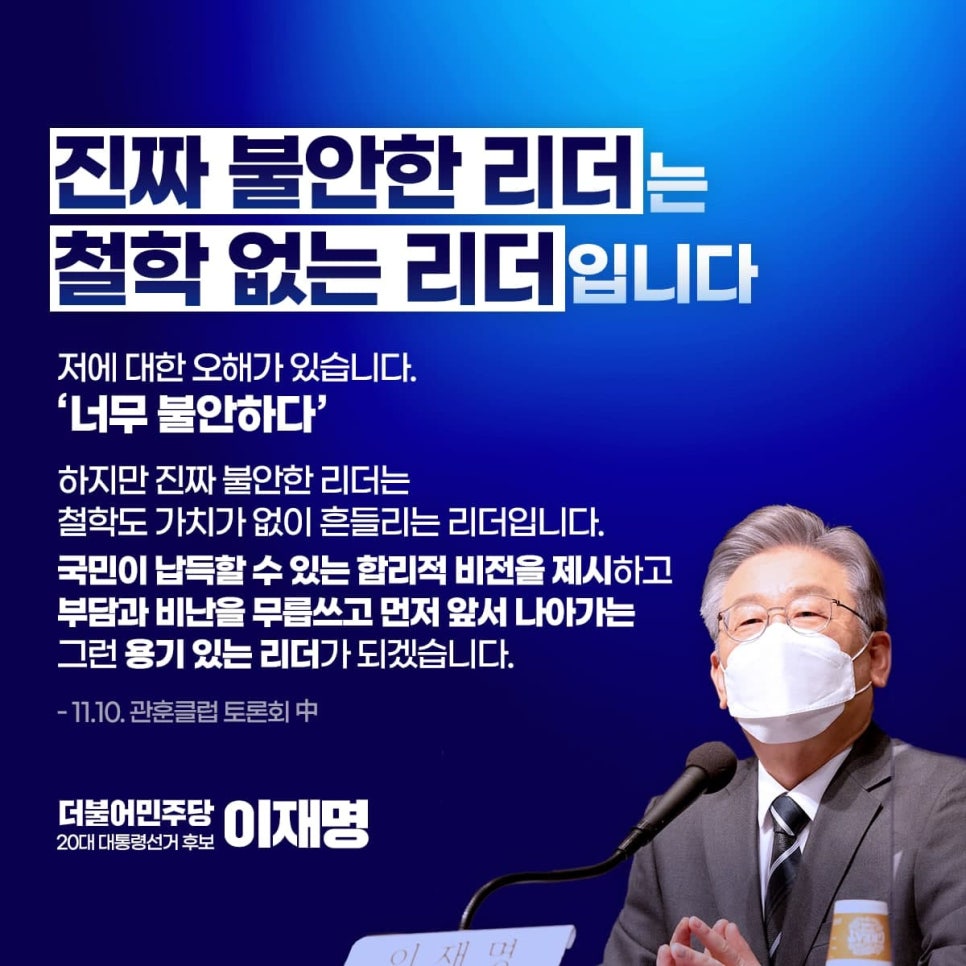 진짜 불안한 리더는
철학 없는 리더입니다
저에 대한 오해가 있습니다.
‘너무 불안하다’
하지만 진짜 불안한 리더는
철학도 가치가 없이 흔들리는 리더입니다.
국민이 납득할 수 있는 합리적 비전을 제시하고
부담과 비난을 무릅쓰고 먼저 앞서 나아가는
그런 용기 있는 리더가 되겠습니다.
- 11.10. 관훈클럽 토론회 中
더불어민주당
20대 대통령선거 후보
이재명
이재명